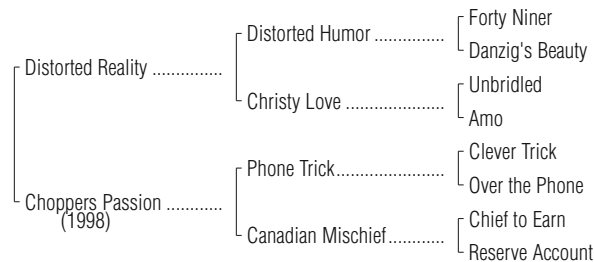 Forty Niner
Distorted Humor ...............
Danzig's Beauty
Distorted Reality ...............
Unbridled
Christy Love .....................
Amo
Clever Trick
Phone Trick.......................
Over the Phone
Choppers Passion ............
(1998)
Chief to Earn
Canadian Mischief............
Reserve Account